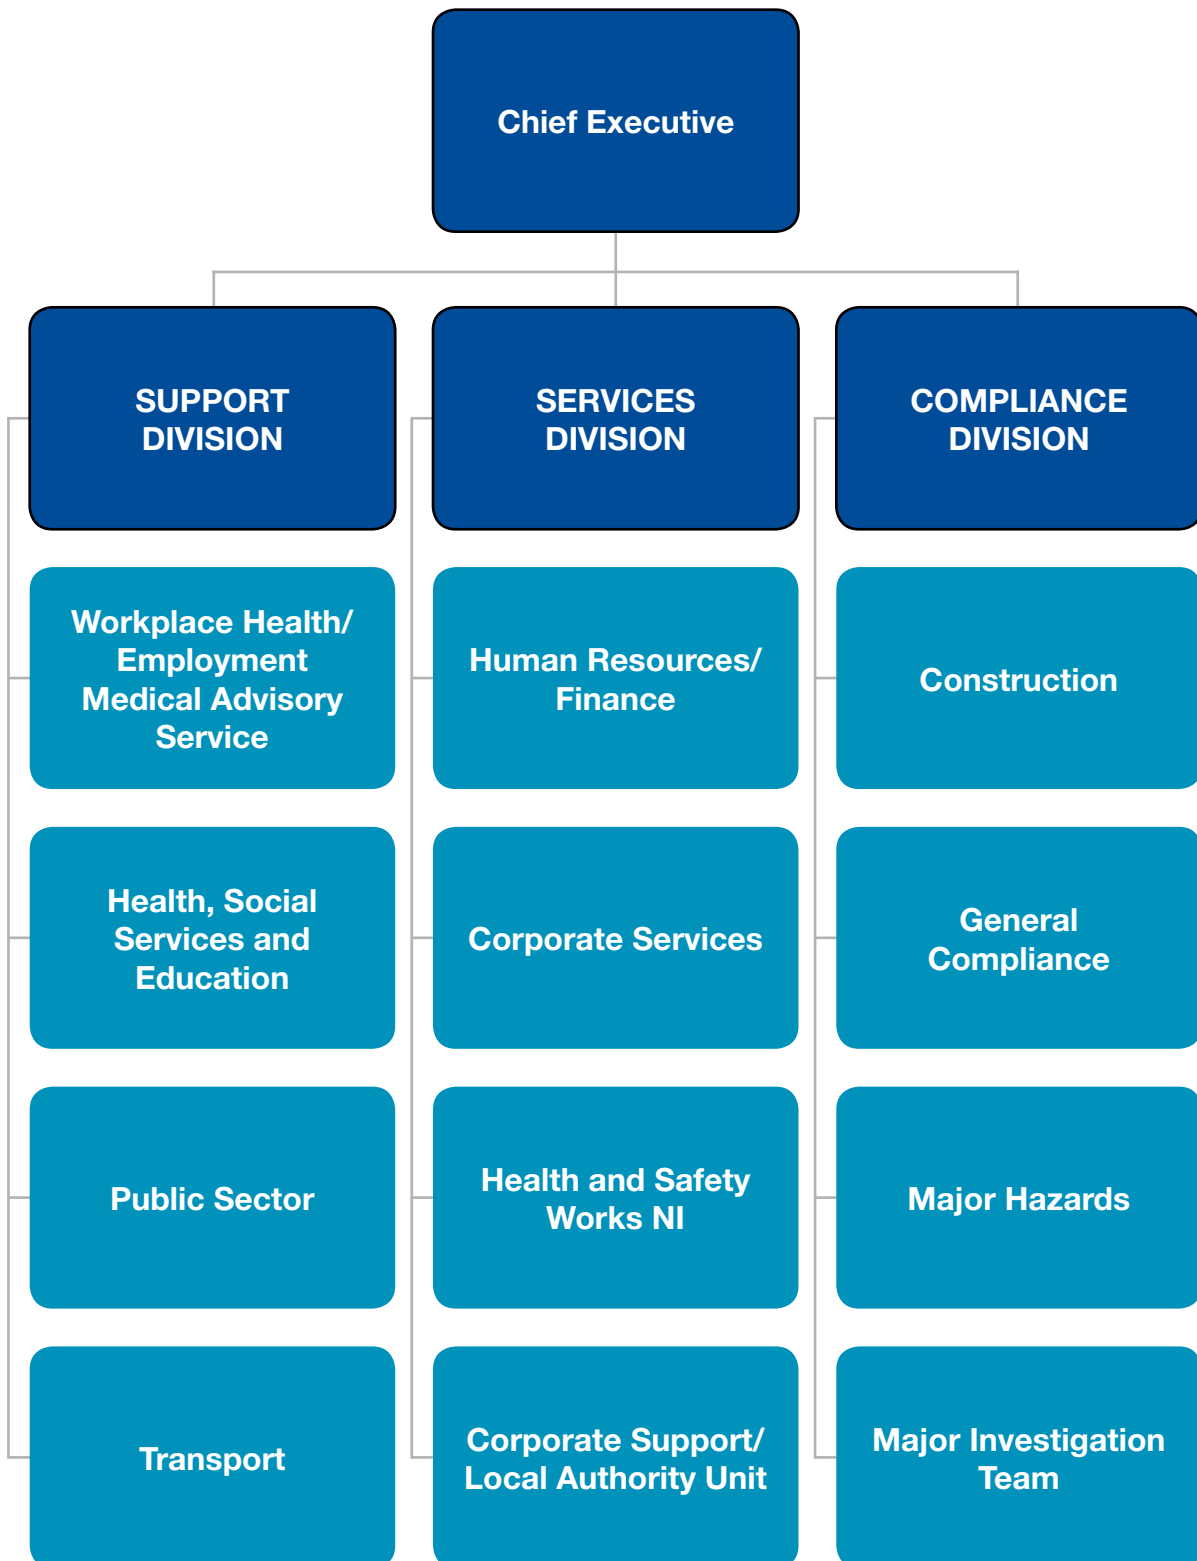 Chief Executive
SUPPORT
DIVISION
SERVICES
DIVISION
COMPLIANCE
DIVISION
Workplace Health/
Employment
Medical Advisory
Service
Human Resources/
Finance
Construction
Health, Social
Services and
Education
Corporate Services
General
Compliance
Public Sector
Health and Safety
Works NI
Major Hazards
Transport
Corporate Support/
Local Authority Unit
Major Investigation
Team